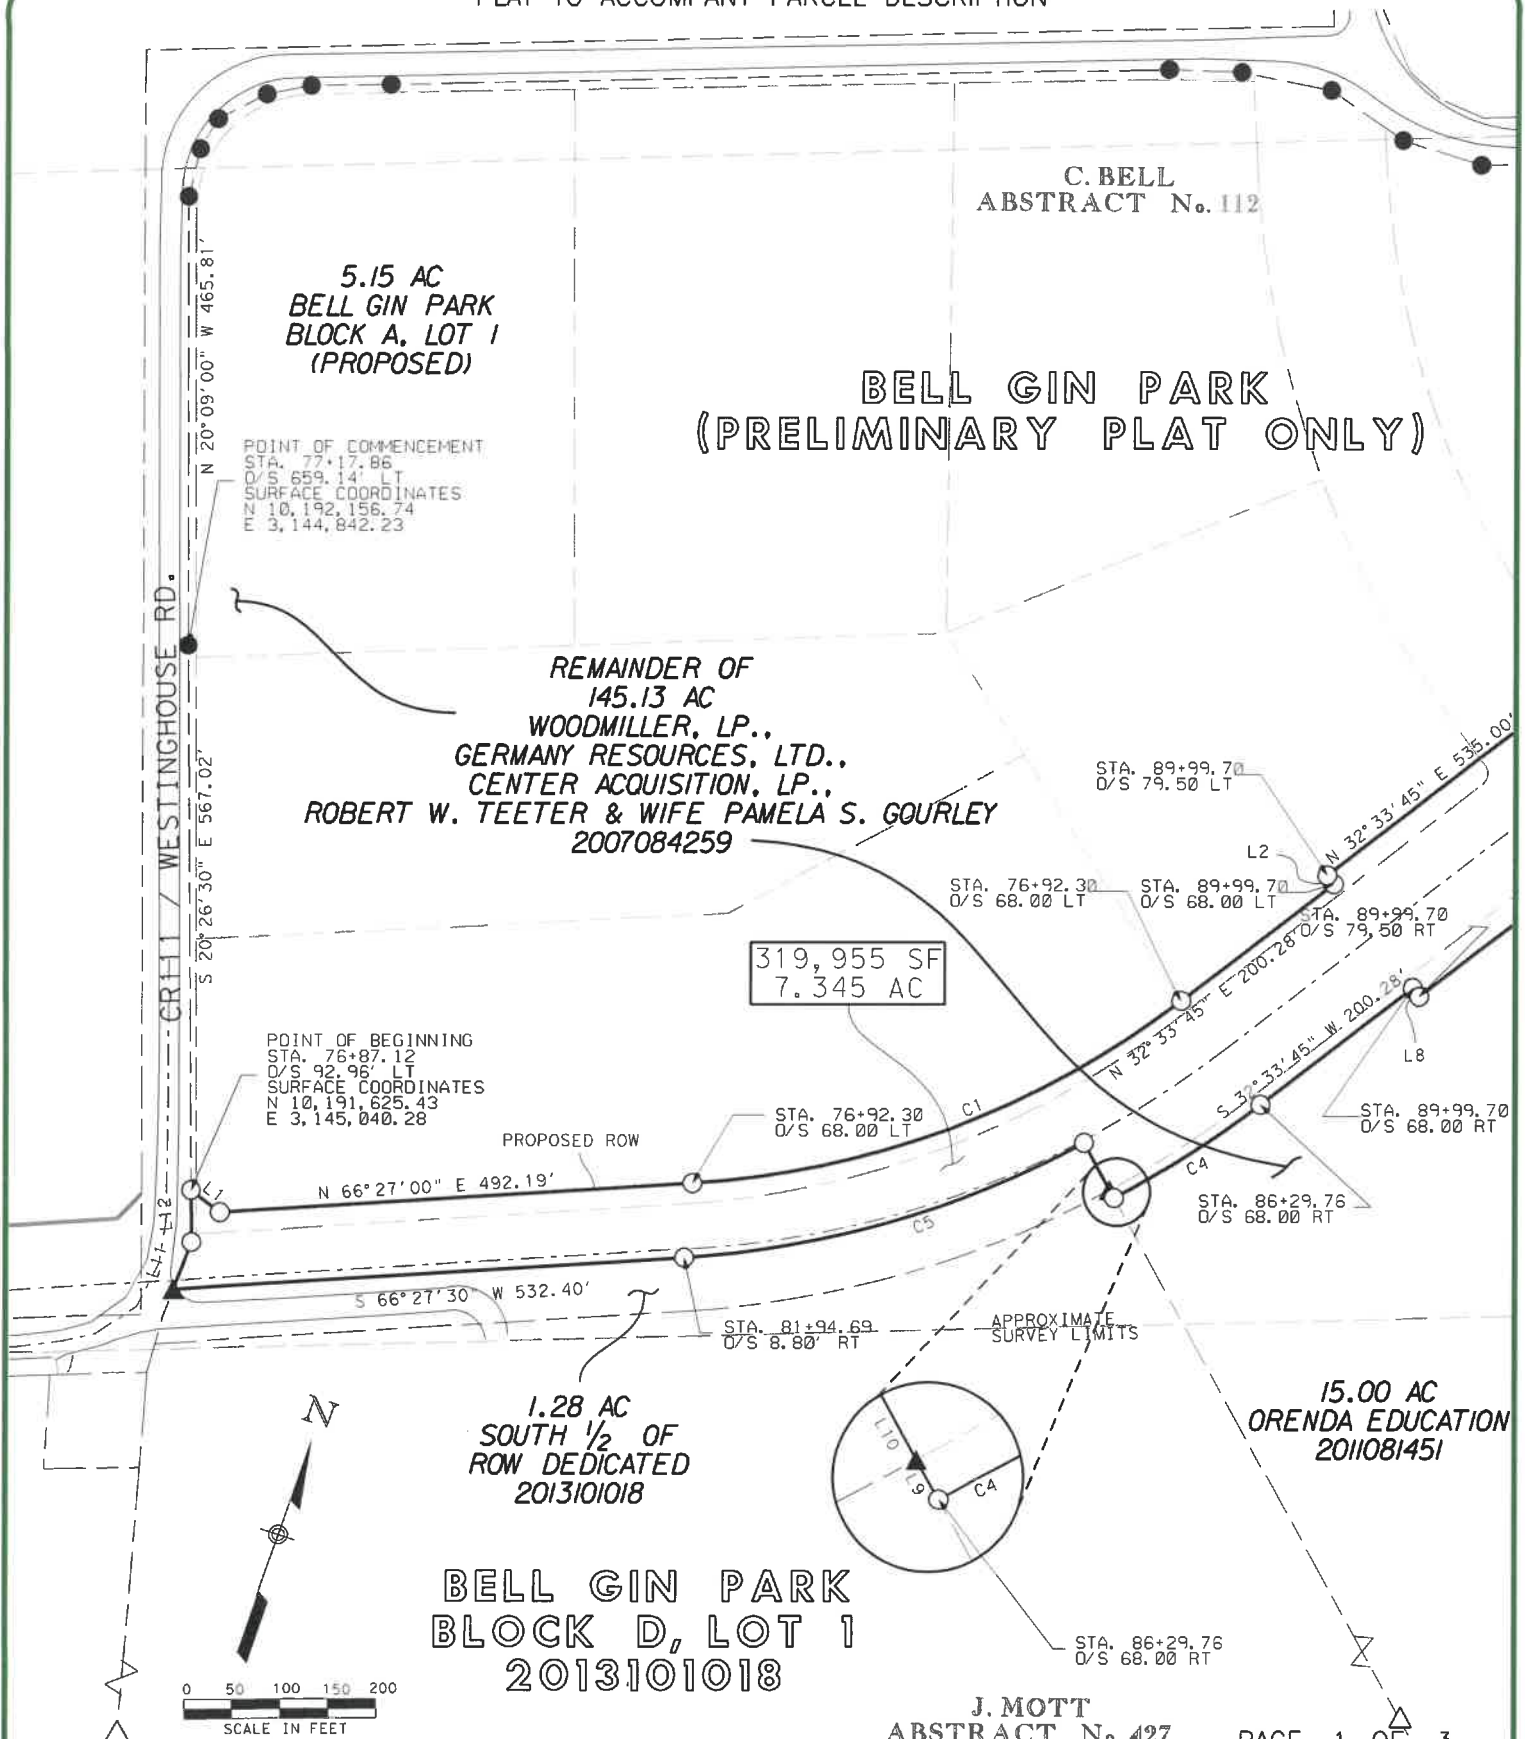 PLAT TO ACCOMPANY PARCEL DESCRIPTION
C. BELL
ABSTRACT No. 112
N 20°09'00" W 465.81'
5.15 AC
BELL GIN PARK
BLOCK A, LOT 1
(PROPOSED)
BELL GIN PARK
(PRELIMINARY PLAT ONLY)
POINT OF COMMENCEMENT
STA. 77+17.86
O/S 659.14' LT
SURFACE COORDINATES
N 10,192,156.74
E 3,144,842.23
CR111 / WESTINGHOUSE RD.
S 20°26'30" E 567.02'
REMAINDER OF
145.13 AC
WOODMILLER, LP.,
GERMANY RESOURCES, LTD.,
CENTER ACQUISITION, LP.,
ROBERT W. TEETER & WIFE PAMELA S. GOURLEY
2007084259
N 32°33'45" E 535.00'
STA. 89+99.70
O/S 79.50 LT
L2
STA. 76+92.30
O/S 68.00 LT
STA. 89+99.70
O/S 68.00 LT
STA. 89+99.70
O/S 79.50 RT
319,955 SF
7.345 AC
N 32°33'45" E 200.28'
S 32°33'45" W 200.28'
L8
STA. 89+99.70
O/S 68.00 RT
POINT OF BEGINNING
STA. 76+87.12
O/S 92.96' LT
SURFACE COORDINATES
N 10,191,625.43
E 3,145,040.28
PROPOSED ROW
STA. 76+92.30
O/S 68.00 LT
C1
L1
N 66°27'00" E 492.19'
C4
STA. 86+29.76
O/S 68.00 RT
C5
L12
L11
S 66°27'30" W 532.40'
STA. 81+94.69
O/S 8.80' RT
APPROXIMATE
SURVEY LIMITS
1.28 AC
SOUTH ½ OF
ROW DEDICATED
2013101018
15.00 AC
ORENDA EDUCATION
2011081451
N
L10
L9
C4
BELL GIN PARK
BLOCK D, LOT 1
2013101018
STA. 86+29.76
O/S 68.00 RT
0 50 100 150 200
SCALE IN FEET
J. MOTT
ABSTRACT No. 427
PAGE 1 OF 3